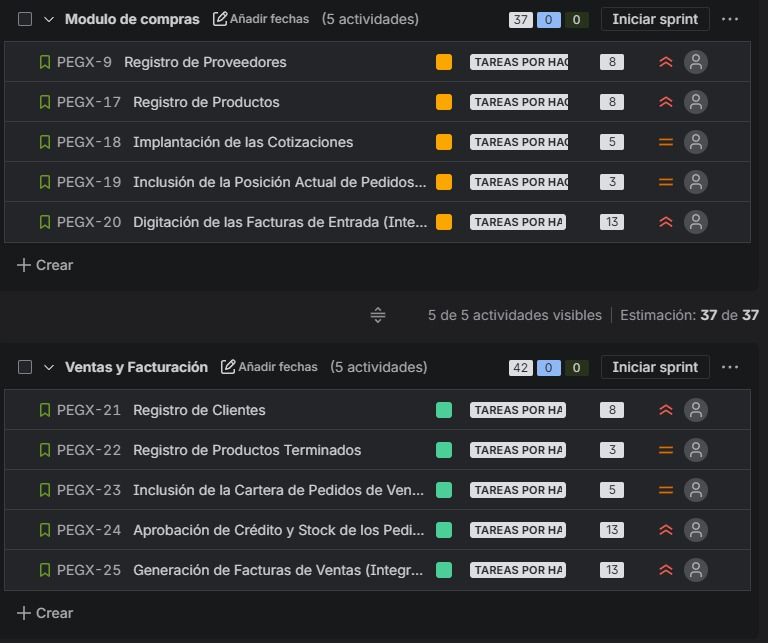 Modulo de compras Añadir fechas (5 actividades) 37 0 0 Iniciar sprint
PEGX-9 Registro de Proveedores TAREAS POR HAC 8
PEGX-17 Registro de Productos TAREAS POR HAC 8
PEGX-18 Implantación de las Cotizaciones TAREAS POR HAC 5
PEGX-19 Inclusión de la Posición Actual de Pedidos... TAREAS POR HAC 3
PEGX-20 Digitación de las Facturas de Entrada (Inte... TAREAS POR HA 13
Crear
5 de 5 actividades visibles Estimación: 37 de 37
Ventas y Facturación Añadir fechas (5 actividades) 42 0 0 Iniciar sprint
PEGX-21 Registro de Clientes TAREAS POR HA 8
PEGX-22 Registro de Productos Terminados TAREAS POR HA 3
PEGX-23 Inclusión de la Cartera de Pedidos de Ven... TAREAS POR HA 5
PEGX-24 Aprobación de Crédito y Stock de los Pedi... TAREAS POR HA 13
PEGX-25 Generación de Facturas de Ventas (Integr... TAREAS POR HA 13
Crear